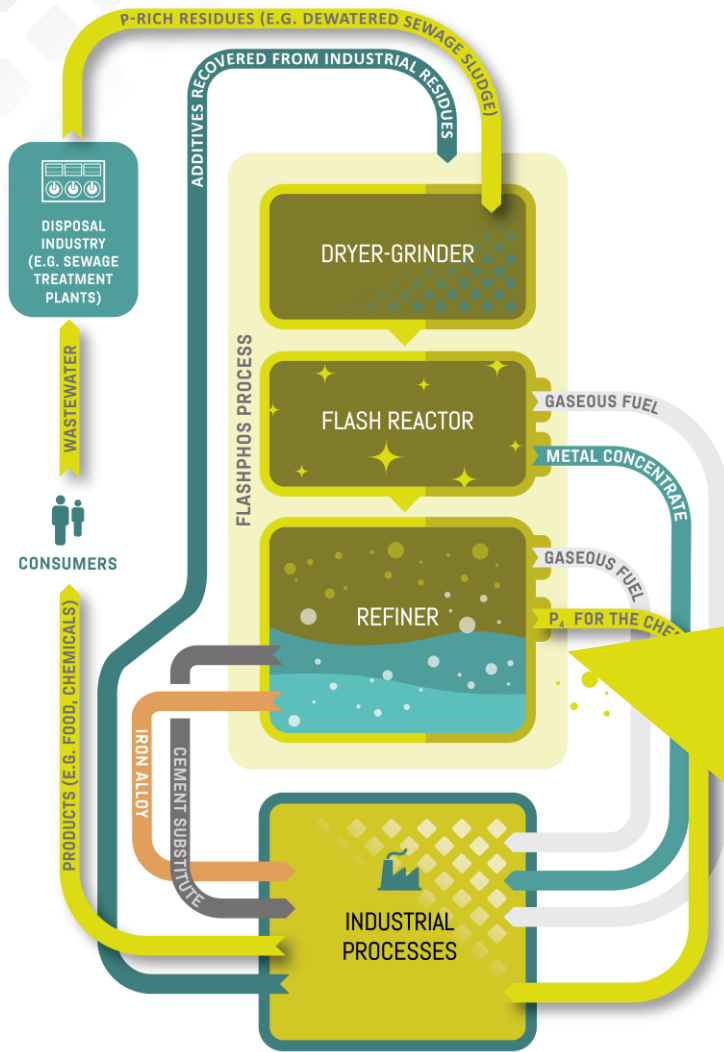 P-RICH RESIDUES (E.G. DEWATERED SEWAGE SLUDGE)
ADDITIVES RECOVERED FROM INDUSTRIAL RESIDUES
DISPOSAL
INDUSTRY
(E.G. SEWAGE
TREATMENT
PLANTS)
WASTEWATER
CONSUMERS
PRODUCTS (E.G. FOOD, CHEMICALS)
FLASHPHOS PROCESS
DRYER-GRINDER
FLASH REACTOR
GASEOUS FUEL
METAL CONCENTRATE
REFINER
GASEOUS FUEL
P₄ FOR THE
IRON ALLOY
CEMENT SUBSTITUTE
INDUSTRIAL
PROCESSES